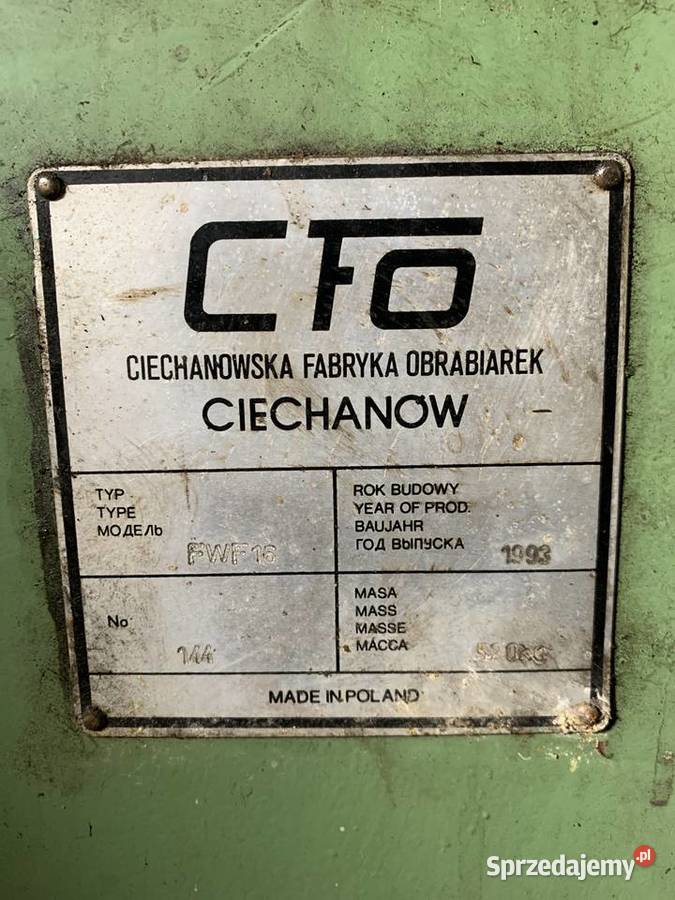 CFO
CIECHANOWSKA FABRYKA OBRABIAREK
CIECHANÓW
TYP
TYPE
МОДЕЛЬ
FWF16
ROK BUDOWY
YEAR OF PROD.
BAUJAHR
ГОД ВЫПУСКА
1993
No
144
MASA
MASS
MASSE
МАССА
MADE IN POLAND
Sprzedajemy.pl